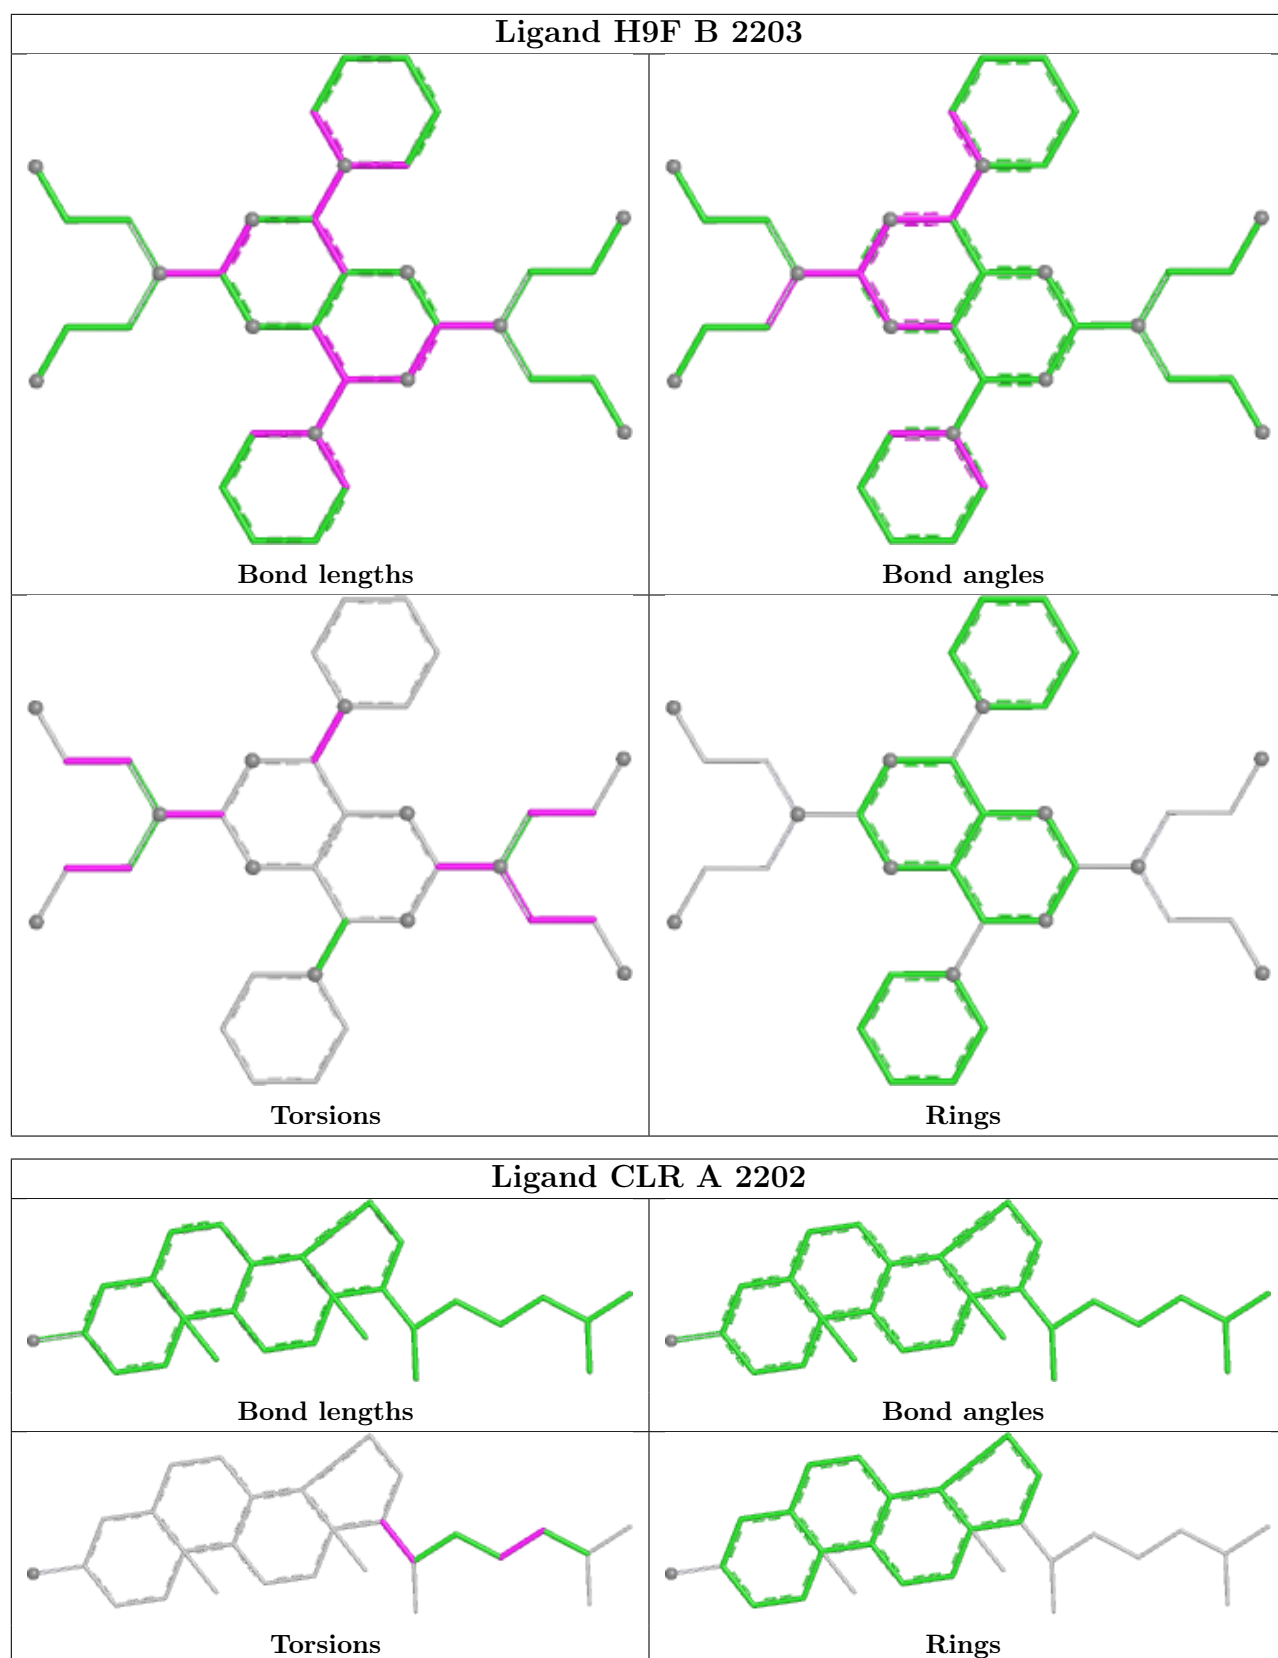 Ligand H9F B 2203
Bond lengths
Bond angles
Torsions
Rings
Ligand CLR A 2202
Bond lengths
Bond angles
Torsions
Rings